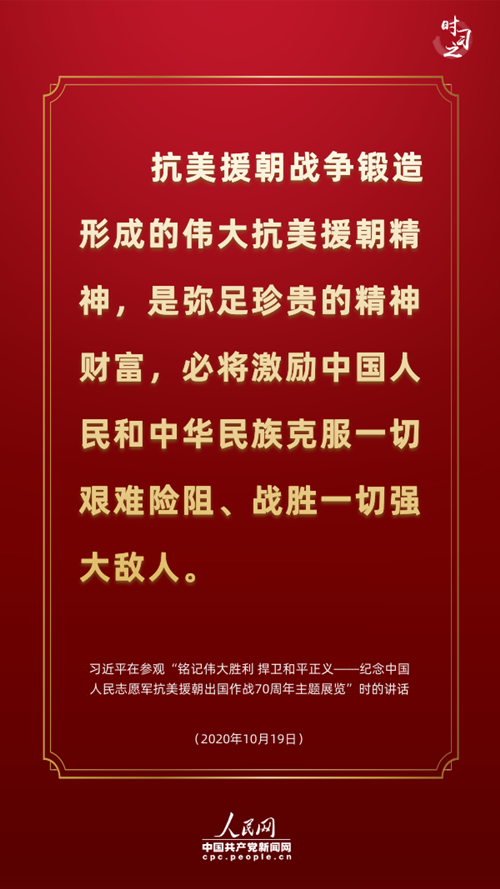 时习之
抗美援朝战争锻造
形成的伟大抗美援朝精
神，是弥足珍贵的精神
财富，必将激励中国人
民和中华民族克服一切
艰难险阻、战胜一切强
大敌人。
习近平在参观“铭记伟大胜利 捍卫和平正义——纪念中国
人民志愿军抗美援朝出国作战70周年主题展览”时的讲话
（2020年10月19日）
人民网
中国共产党新闻网
cpc.people.cn